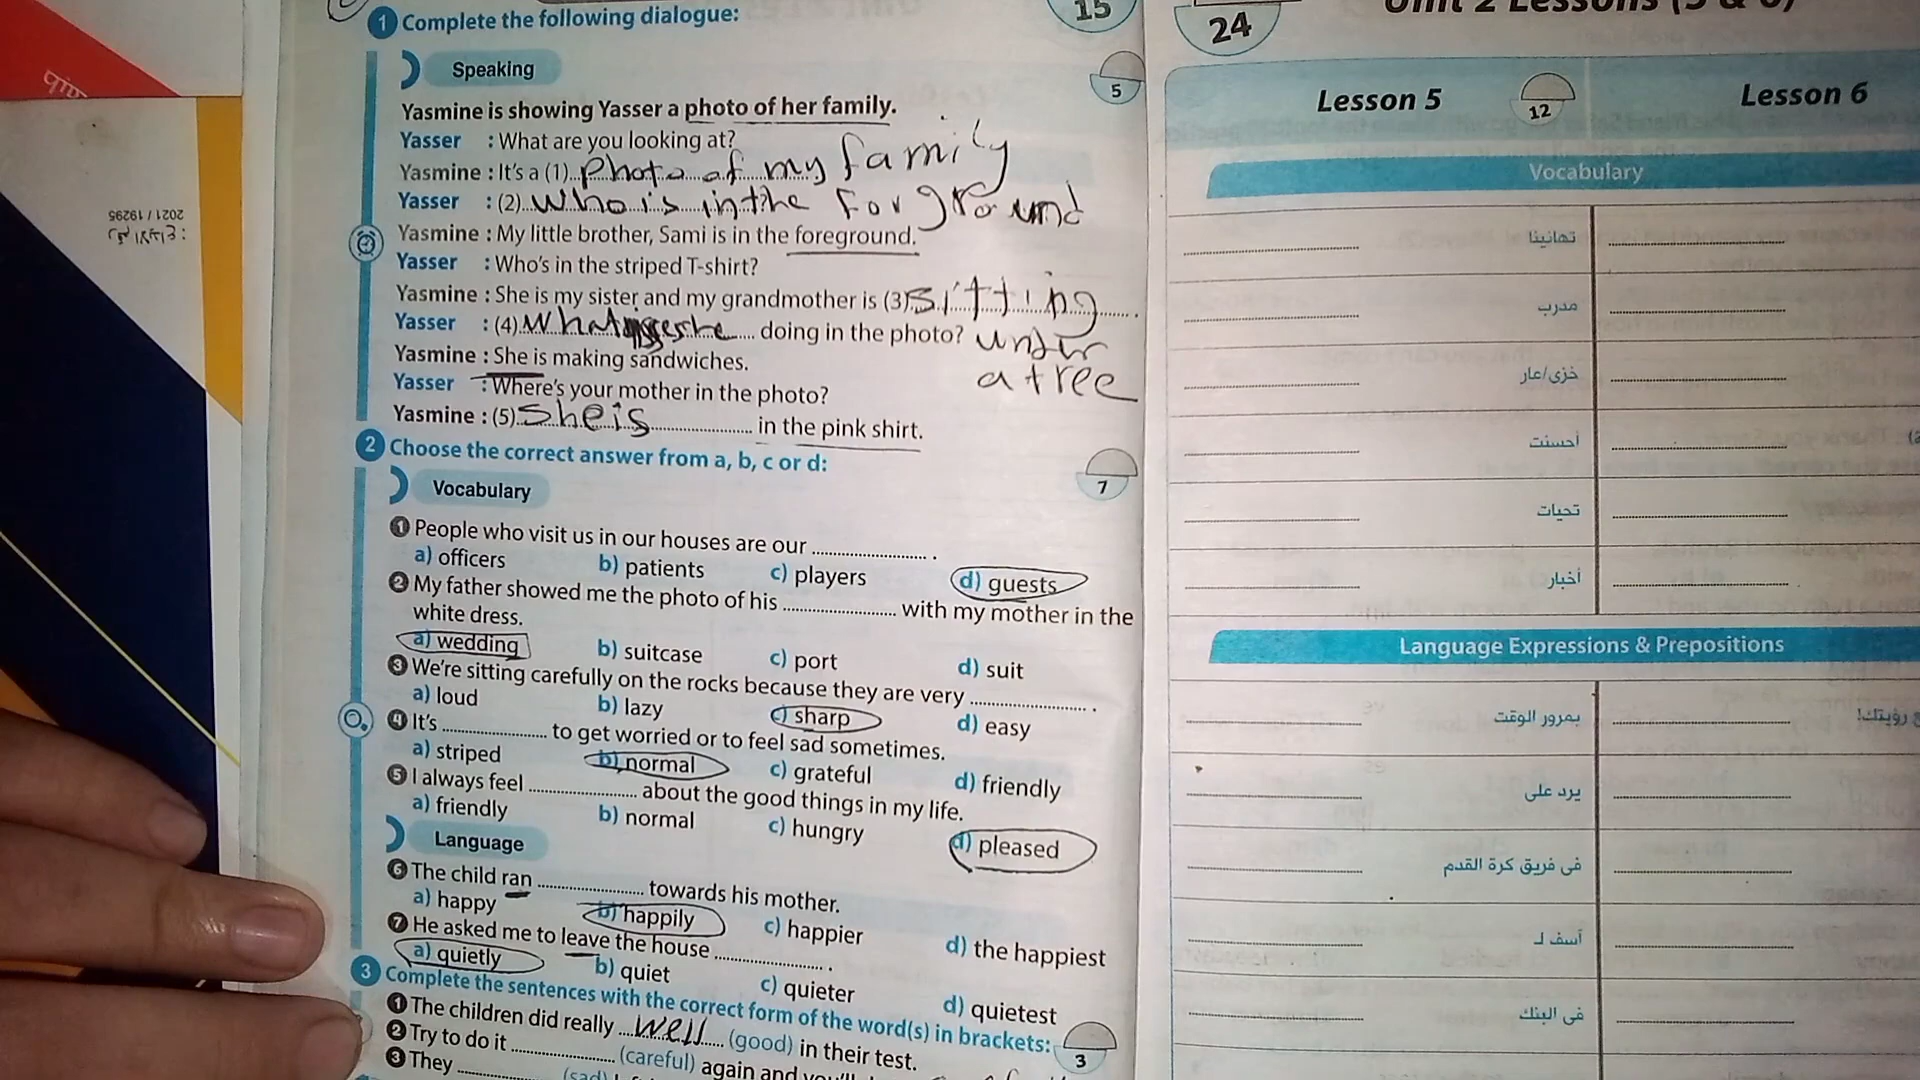 1 Complete the following dialogue:
15
Speaking
5
Yasmine is showing Yasser a photo of her family.
Yasser : What are you looking at?
Yasmine : It's a (1) Photo of my family
Yasser : (2) Who is in the for ground
Yasmine : My little brother, Sami is in the foreground.
Yasser : Who's in the striped T-shirt?
Yasmine : She is my sister and my grandmother is (3) sitting
under
a tree
Yasser : (4) What she doing in the photo?
Yasmine : She is making sandwiches.
Yasser : Where's your mother in the photo?
Yasmine : (5) She is in the pink shirt.
2 Choose the correct answer from a, b, c or d:
7
Vocabulary
1 People who visit us in our houses are our .
a) officers b) patients c) players d) guests
2 My father showed me the photo of his with my mother in the
white dress.
a) wedding b) suitcase c) port d) suit
3 We're sitting carefully on the rocks because they are very .
a) loud b) lazy c) sharp d) easy
4 It's to get worried or to feel sad sometimes.
a) striped b) normal c) grateful d) friendly
5 I always feel about the good things in my life.
a) friendly b) normal c) hungry d) pleased
Language
6 The child ran towards his mother.
a) happy b) happily c) happier d) the happiest
7 He asked me to leave the house .
a) quietly b) quiet c) quieter d) quietest
3 Complete the sentences with the correct form of the word(s) in brackets:
3
1 The children did really well (good) in their test.
2 Try to do it (careful) again and
3 They (sad)
24
Lesson 5
12
Lesson 6
Vocabulary
تهانينا
مدرب
خزى/عار
أحسنت
تحيات
أخبار
Language Expressions & Prepositions
بمرور الوقت
يرد على
فى فريق كرة القدم
آسف لـ
فى البنك
2021 / 19295